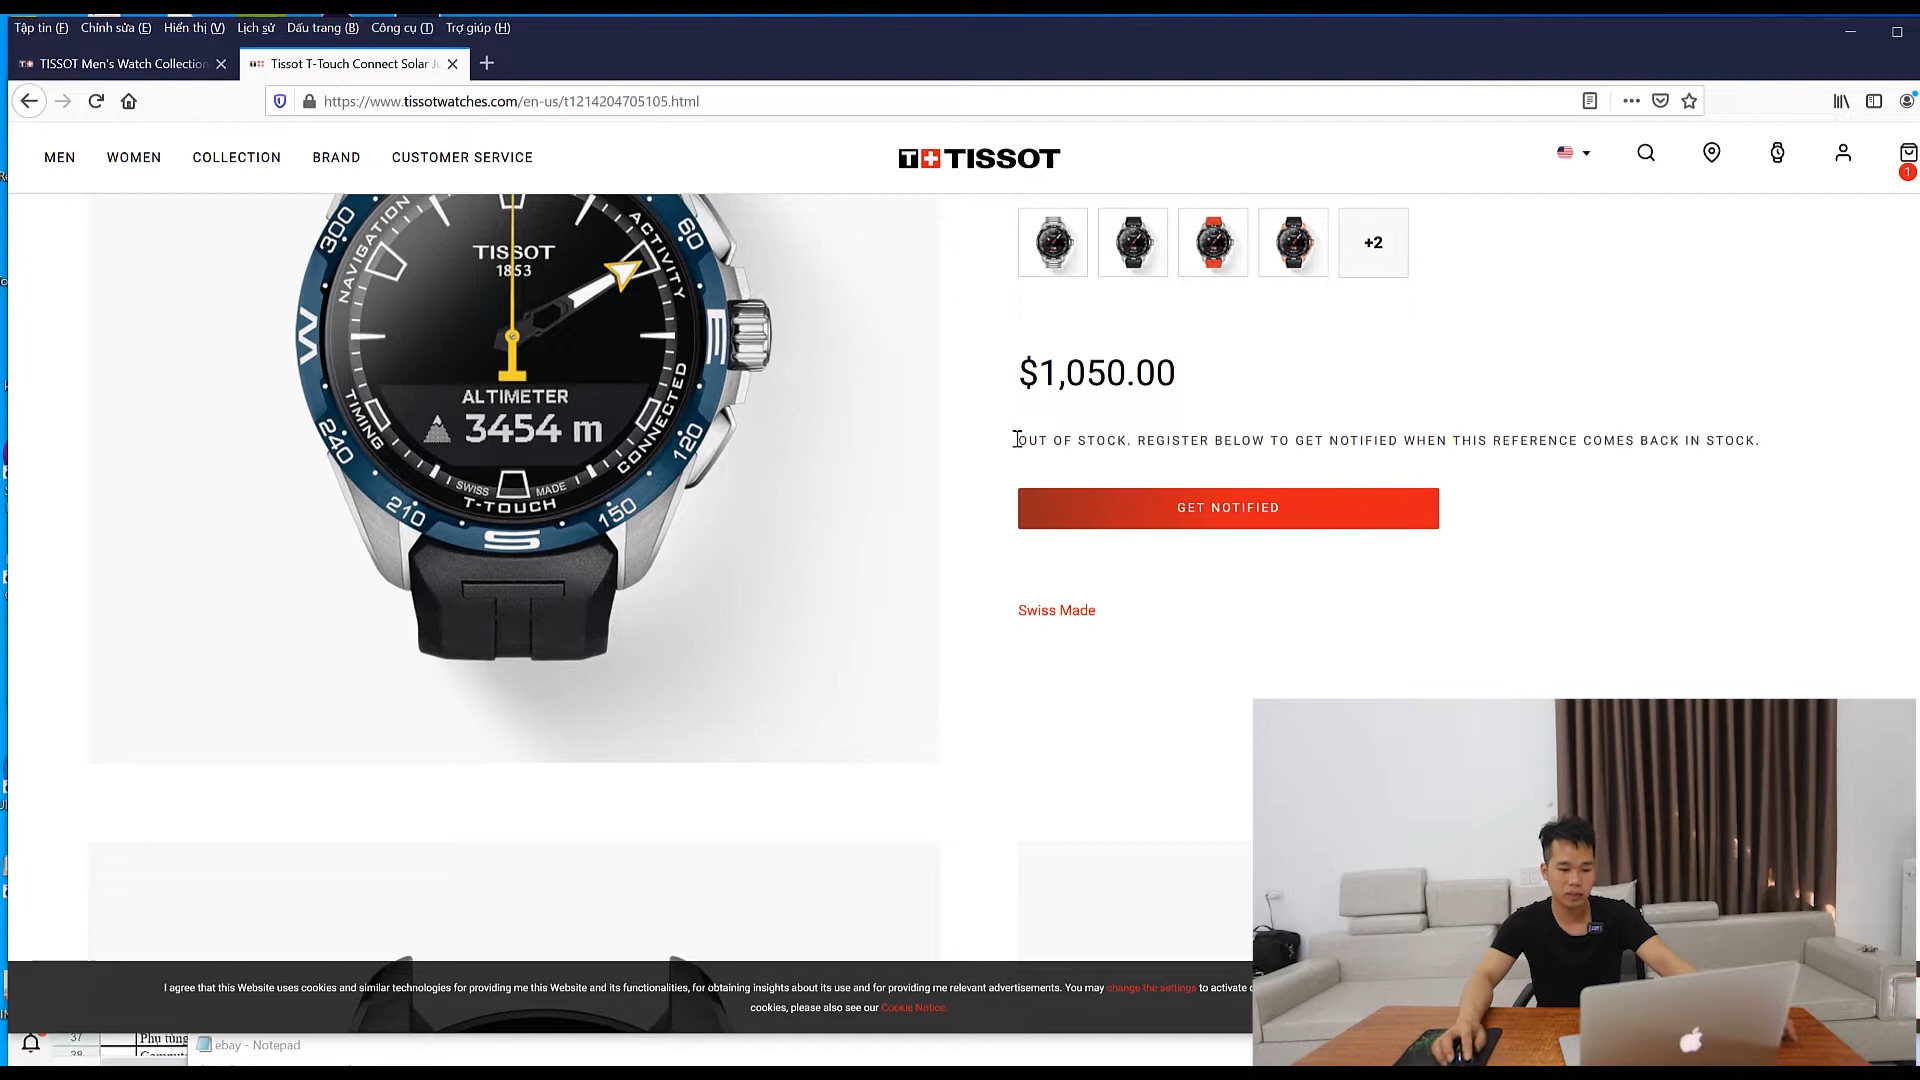 Tập tin (F) Chỉnh sửa (E) Hiển thị (V) Lịch sử Dấu trang (B) Công cụ (T) Trợ giúp (H)
TISSOT Men's Watch Collection
Tissot T-Touch Connect Solar
https://www.tissotwatches.com/en-us/t1214204705105.html
MEN WOMEN COLLECTION BRAND CUSTOMER SERVICE
T+TISSOT
1
+2
300
60
NAVIGATION
ACTIVITY
TISSOT
1853
W
E
TIMING
CONNECTED
ALTIMETER
3454 m
240
120
SWISS MADE
T-TOUCH
210
150
S
$1,050.00
OUT OF STOCK. REGISTER BELOW TO GET NOTIFIED WHEN THIS REFERENCE COMES BACK IN STOCK.
GET NOTIFIED
Swiss Made
I agree that this Website uses cookies and similar technologies for providing me this Website and its functionalities, for obtaining insights about its use and for providing me relevant advertisements. You may change the settings to activate
cookies, please also see our Cookie Notice.
37 Phụ tùng
38
ebay - Notepad